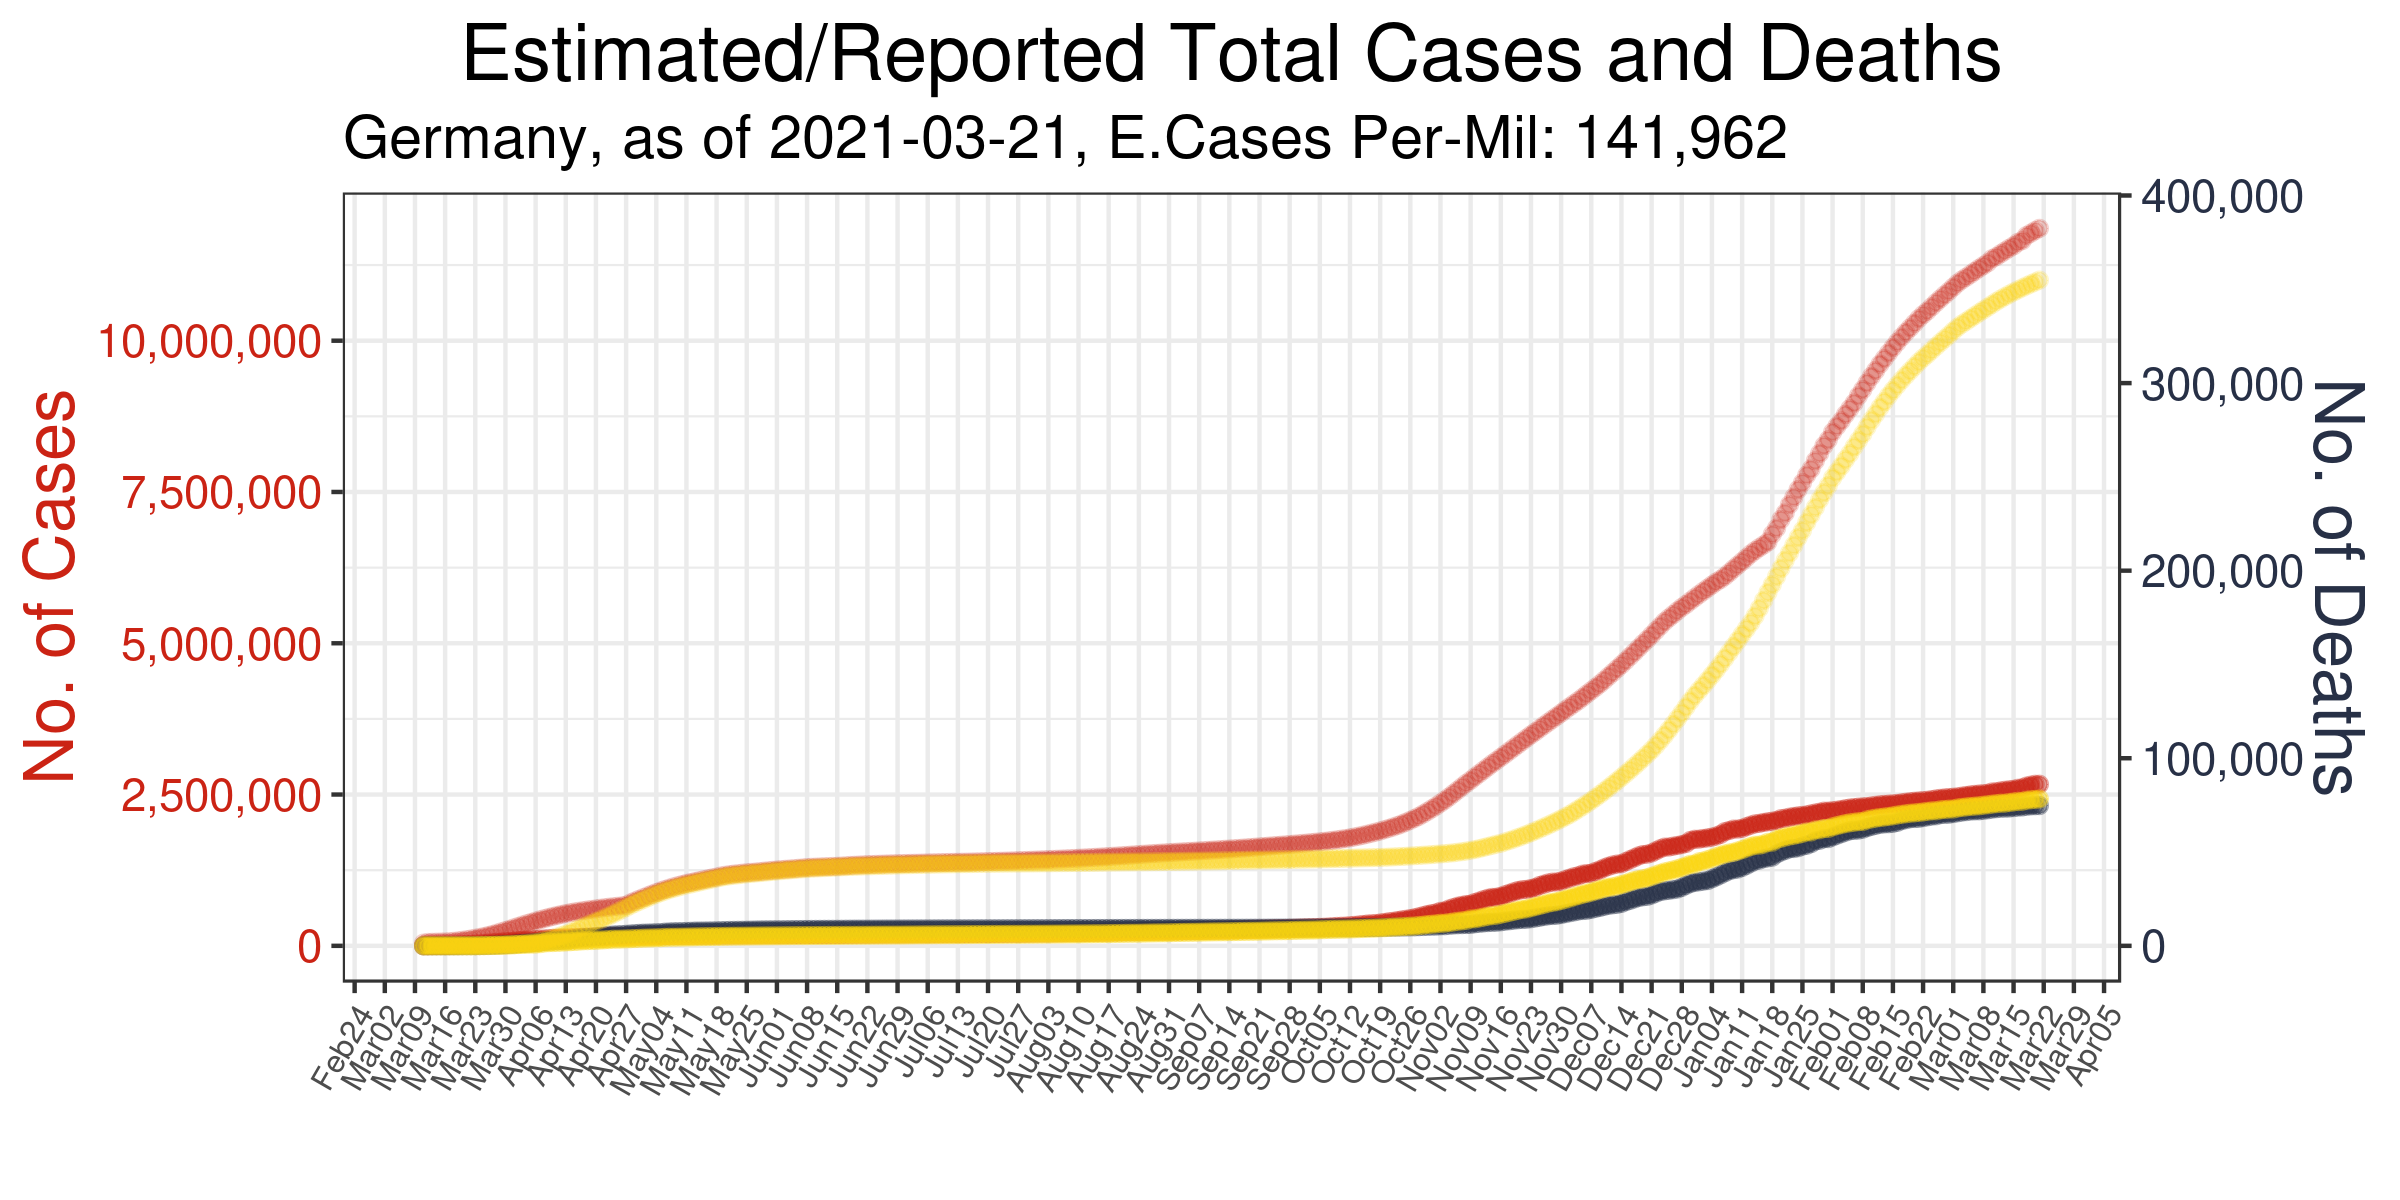 Estimated/Reported Total Cases and Deaths
Germany, as of 2021-03-21, E.Cases Per-Mil: 141,962
No. of Cases
10,000,000
7,500,000
5,000,000
2,500,000
0
400,000
300,000
200,000
100,000
0
No. of Deaths
Feb24
Mar02
Mar09
Mar16
Mar23
Mar30
Apr06
Apr13
Apr20
Apr27
May04
May11
May18
May25
Jun01
Jun08
Jun15
Jun22
Jun29
Jul06
Jul13
Jul20
Jul27
Aug03
Aug10
Aug17
Aug24
Aug31
Sep07
Sep14
Sep21
Sep28
Oct05
Oct12
Oct19
Oct26
Nov02
Nov09
Nov16
Nov23
Nov30
Dec07
Dec14
Dec21
Dec28
Jan04
Jan11
Jan18
Jan25
Feb01
Feb08
Feb15
Feb22
Mar01
Mar08
Mar15
Mar22
Mar29
Apr05